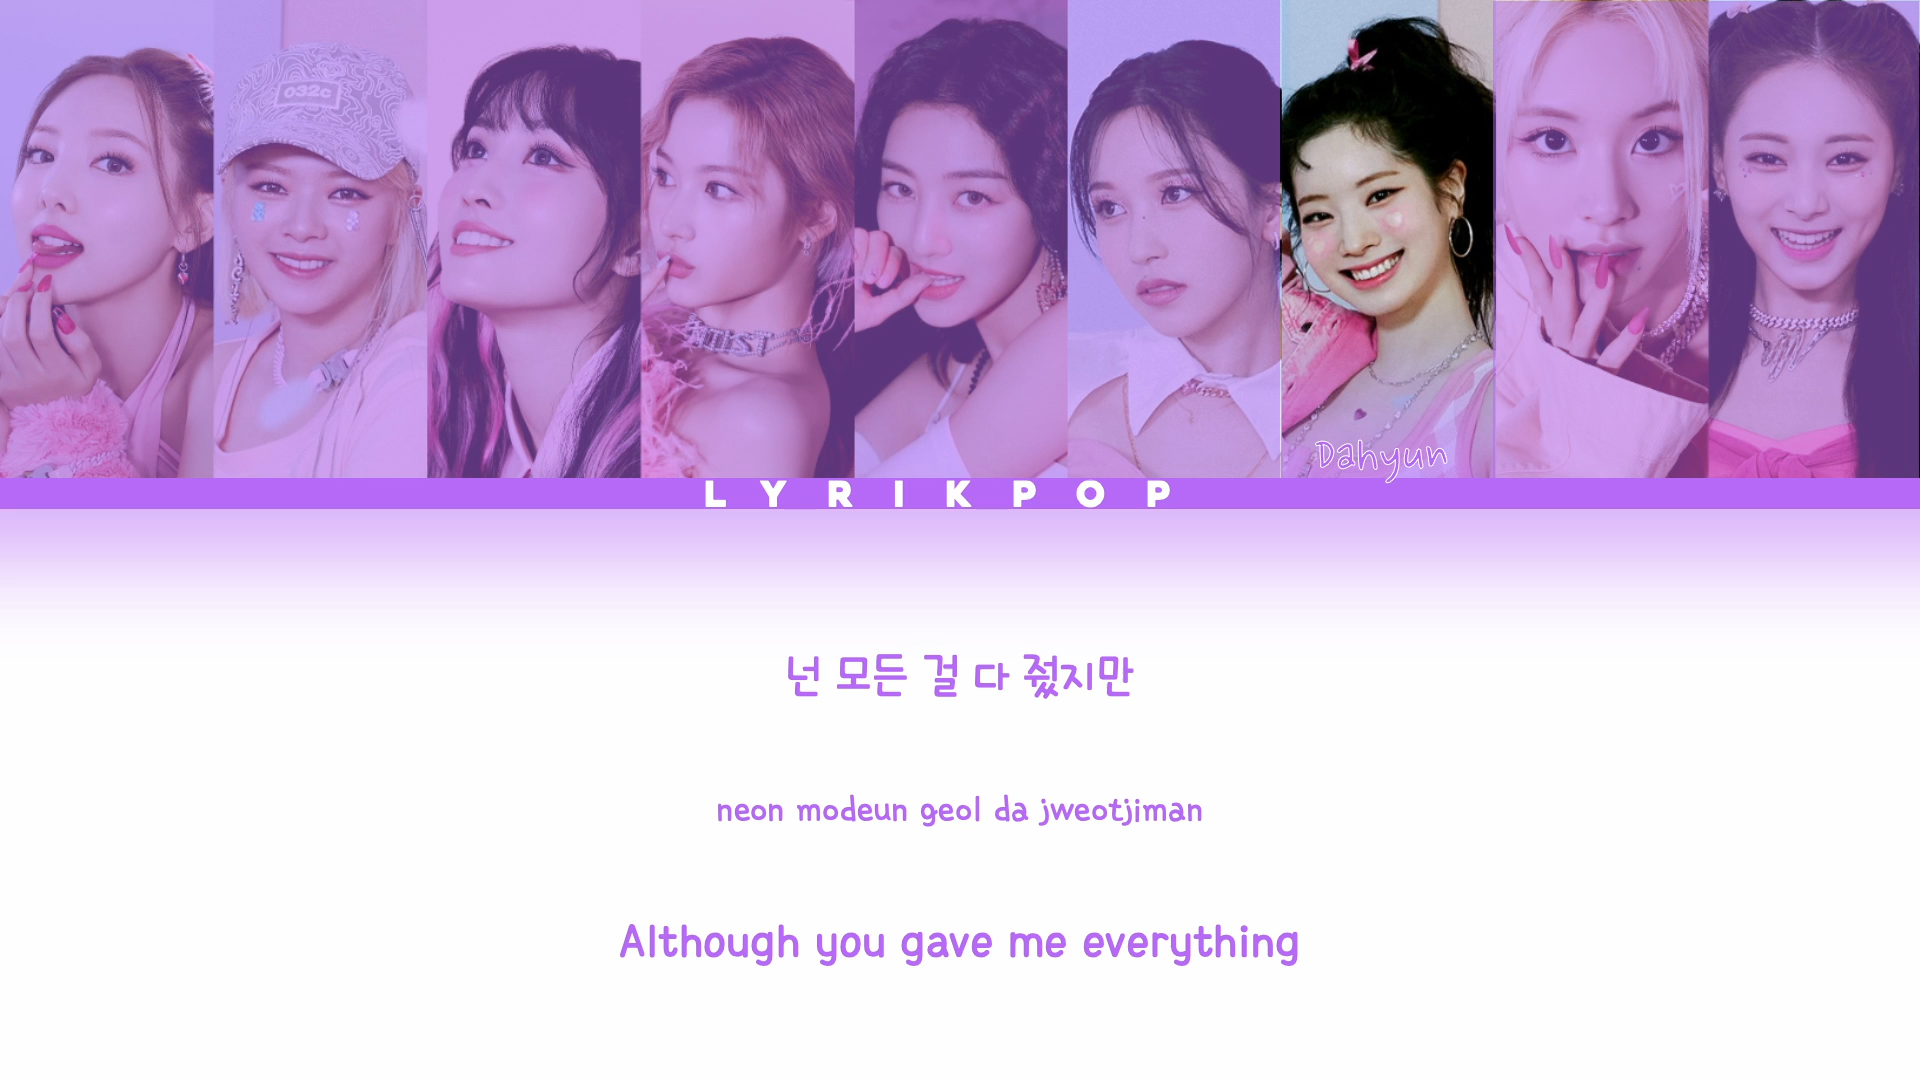 032c
Dahyun
LYRIKPOP
넌 모든 걸 다 줬지만
neon modeun geol da jweotjiman
Although you gave me everything